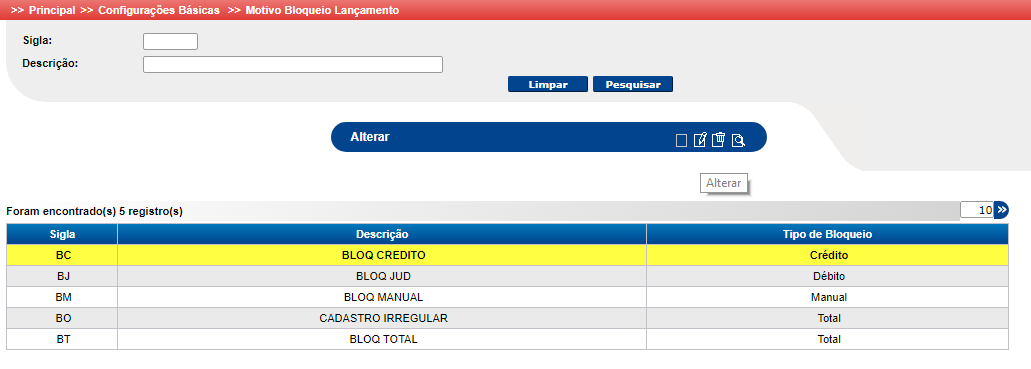 >> Principal >> Configurações Básicas >> Motivo Bloqueio Lançamento
Sigla:
Descrição:
Limpar Pesquisar
Alterar
Alterar
Foram encontrado(s) 5 registro(s) 10
Sigla Descrição Tipo de Bloqueio
BC BLOQ CREDITO Crédito
BJ BLOQ JUD Débito
BM BLOQ MANUAL Manual
BO CADASTRO IRREGULAR Total
BT BLOQ TOTAL Total